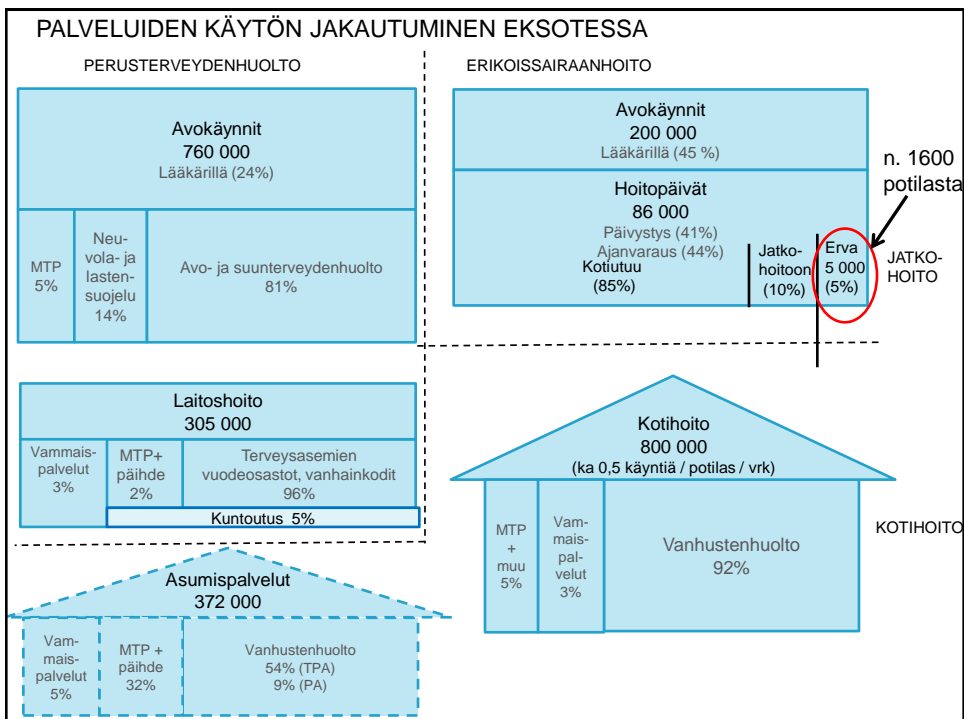 PALVELUIDEN KÄYTÖN JAKAUTUMINEN EKSOTESSA
PERUSTERVEYDENHUOLTO
Avokäynnit
760 000
Lääkärillä (24%)
MTP
5%
Neu-
vola- ja
lasten-
suojelu
14%
Avo- ja suunterveydenhuolto
81%
ERIKOISSAIRAANHOITO
Avokäynnit
200 000
Lääkärillä (45 %)
Hoitopäivät
86 000
Päivystys (41%)
Ajanvaraus (44%)
Kotiutuu
(85%)
Jatko-
hoitoon
(10%)
Erva
5 000
(5%)
n. 1600
potilasta
JATKO-
HOITO
Laitoshoito
305 000
Vammais-
palvelut
3%
MTP+
päihde
2%
Terveysasemien
vuodeosastot, vanhainkodit
96%
Kuntoutus 5%
Kotihoito
800 000
(ka 0,5 käyntiä / potilas / vrk)
MTP
+
muu
5%
Vam-
mais-
pal-
velut
3%
Vanhustenhuolto
92%
KOTIHOITO
Asumispalvelut
372 000
Vam-
mais-
palvelut
5%
MTP +
päihde
32%
Vanhustenhuolto
54% (TPA)
9% (PA)